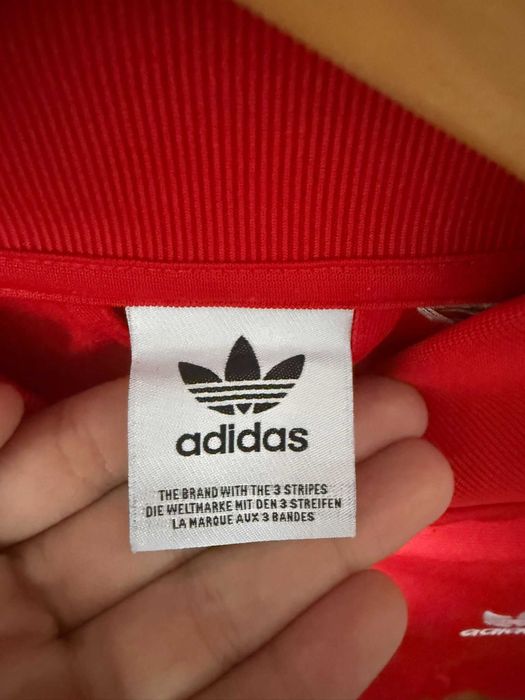 adidas
THE BRAND WITH THE 3 STRIPES
DIE WELTMARKE MIT DEN 3 STREIFEN
LA MARQUE AUX 3 BANDES